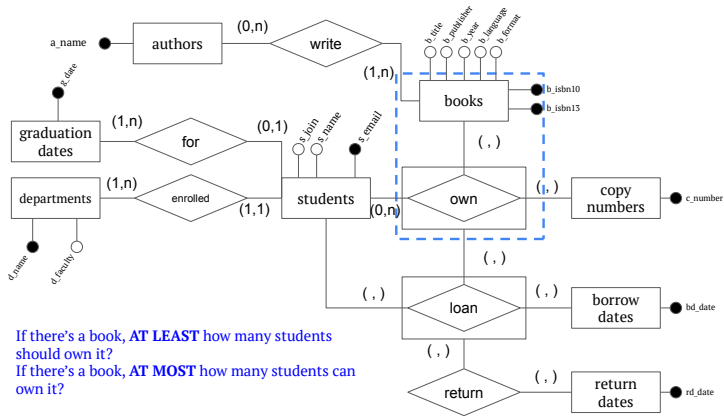 b_title
b_publisher
b_year
b_language
b_format
a_name
authors
(0,n)
write
(1,n)
g_date
books
b_isbn10
b_isbn13
graduation
dates
(1,n)
for
(0,1)
s_join
s_name
s_email
( , )
departments
(1,n)
enrolled
(1,1)
students
(0,n)
own
( , )
copy
numbers
c_number
d_name
d_faculty
( , )
( , )
loan
( , )
borrow
dates
bd_date
If there's a book, AT LEAST how many students
should own it?
If there's a book, AT MOST how many students can
own it?
( , )
return
( , )
return
dates
rd_date